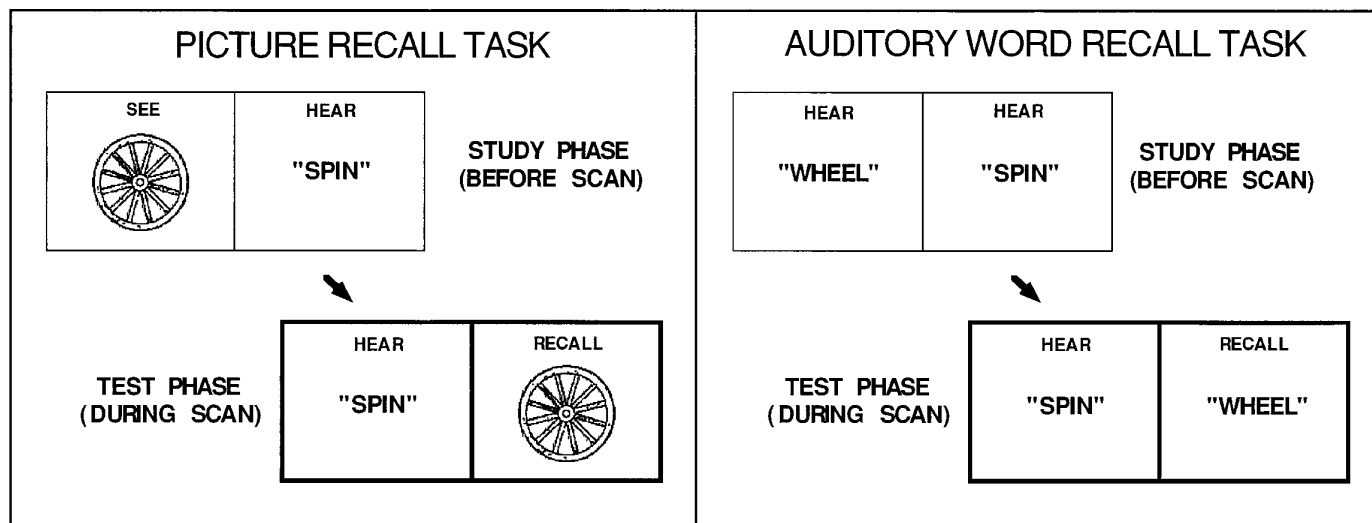 PICTURE RECALL TASK
SEE
HEAR
"SPIN"
STUDY PHASE
(BEFORE SCAN)
HEAR
"SPIN"
RECALL
TEST PHASE
(DURING SCAN)
AUDITORY WORD RECALL TASK
HEAR
"WHEEL"
HEAR
"SPIN"
STUDY PHASE
(BEFORE SCAN)
TEST PHASE
(DURING SCAN)
HEAR
"SPIN"
RECALL
"WHEEL"